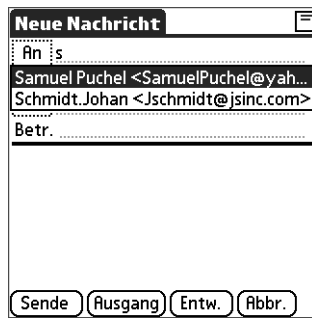 Neue Nachricht
An s
Samuel Puchel <SamuelPuchel@yah...
Schmidt.Johan <Jschmidt@jsinc.com>
Betr.
Sende Ausgang Entw. Abbr.